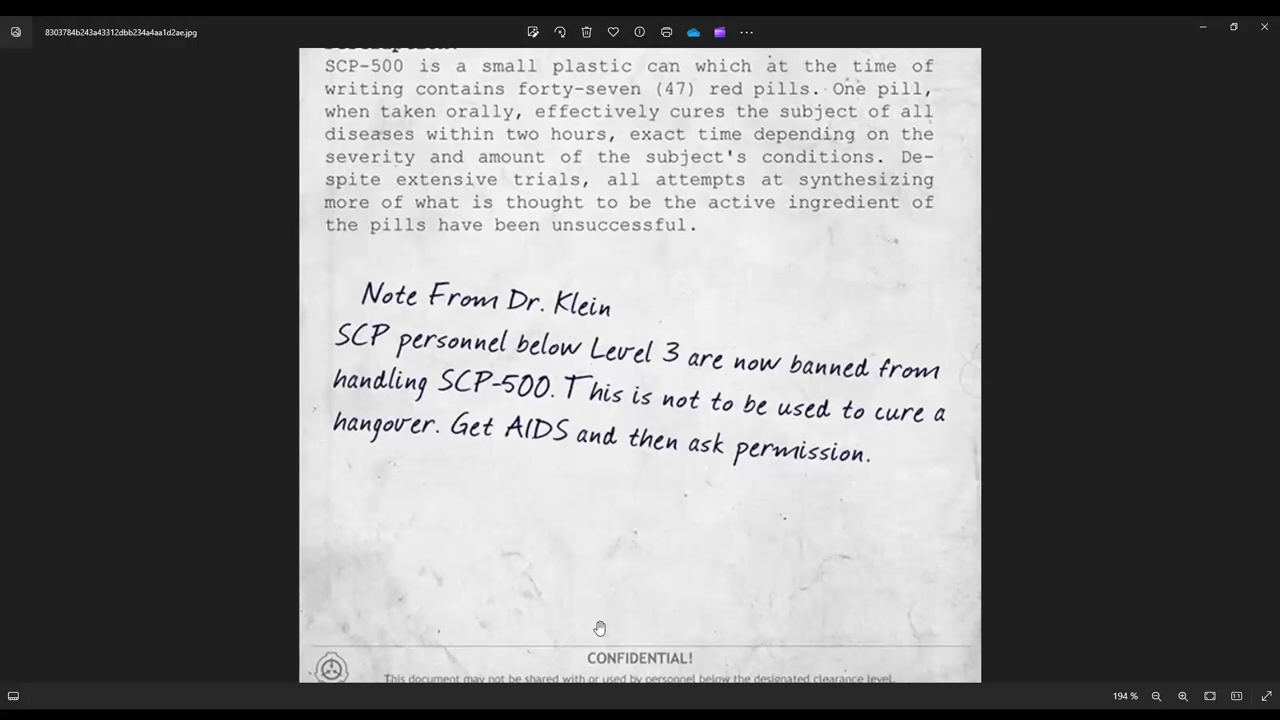 8303784b243a43312dbb234a4aa1d2ae.jpg
SCP-500 is a small plastic can which at the time of
writing contains forty-seven (47) red pills. One pill,
when taken orally, effectively cures the subject of all
diseases within two hours, exact time depending on the
severity and amount of the subject's conditions. De-
spite extensive trials, all attempts at synthesizing
more of what is thought to be the active ingredient of
the pills have been unsuccessful.
Note From Dr. Klein
SCP personnel below Level 3 are now banned from
handling SCP-500. This is not to be used to cure a
hangover. Get AIDS and then ask permission.
CONFIDENTIAL!
This document may not be shared with or used by personnel below the designated clearance level.
194 %